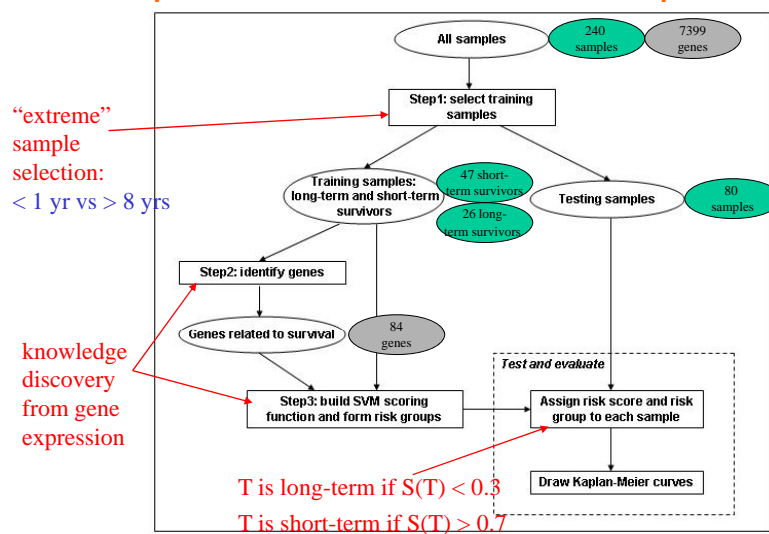 All samples
240
samples
7399
genes
Step1: select training
samples
"extreme"
sample
selection:
< 1 yr vs > 8 yrs
Training samples:
long-term and short-term
survivors
47 short-
term survivors
26 long-
term survivors
Testing samples
80
samples
Step2: identify genes
Genes related to survival
84
genes
knowledge
discovery
from gene
expression
Step3: build SVM scoring
function and form risk groups
Test and evaluate
Assign risk score and risk
group to each sample
Draw Kaplan-Meier curves
T is long-term if S(T) < 0.3
T is short-term if S(T) > 0.7